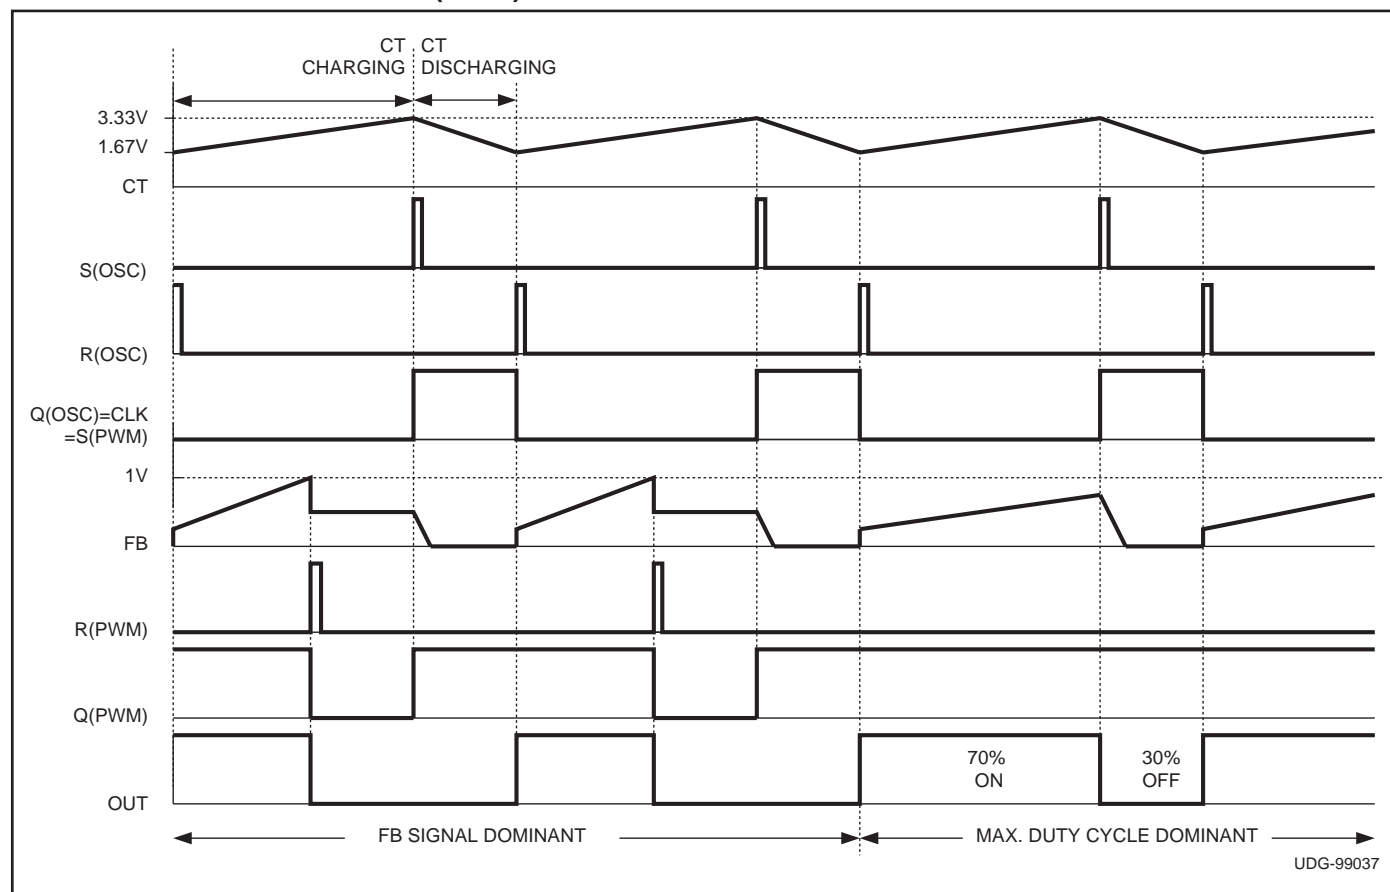 CT CT
CHARGING DISCHARGING
3.33V
1.67V
CT
S(OSC)
R(OSC)
Q(OSC)=CLK
=S(PWM)
1V
FB
R(PWM)
Q(PWM)
70%
ON
30%
OFF
OUT
FB SIGNAL DOMINANT
MAX. DUTY CYCLE DOMINANT
UDG-99037